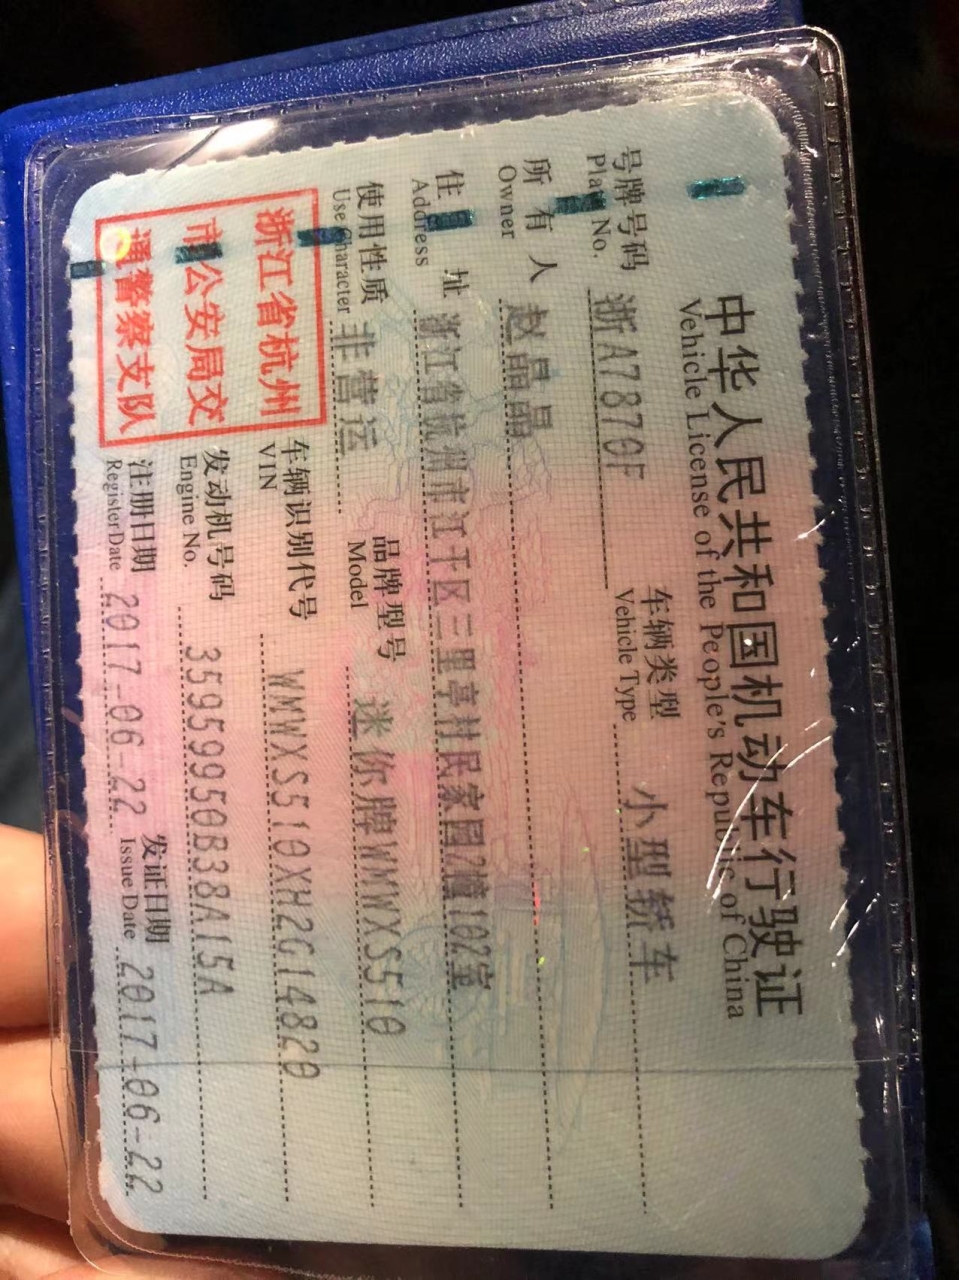 中华人民共和国机动车行驶证
Vehicle License of the People's Republic of China
号牌号码 浙A7870F 车辆类型 小型轿车
Plate No. Vehicle Type
所有人 赵晶晶
Owner
住址 浙江省杭州市江干区三里亭村民家园2幢102室
Address
使用性质 非营运 品牌型号 迷你牌WMWXS510
Use Character Model
浙江省杭州
市公安局交
通警察支队
车辆识别代号 WMWXS510XH2G14820
VIN
发动机号码 35959950B38A15A
Engine No.
注册日期 2017-06-22 发证日期 2017-06-22
Register Date Issue Date